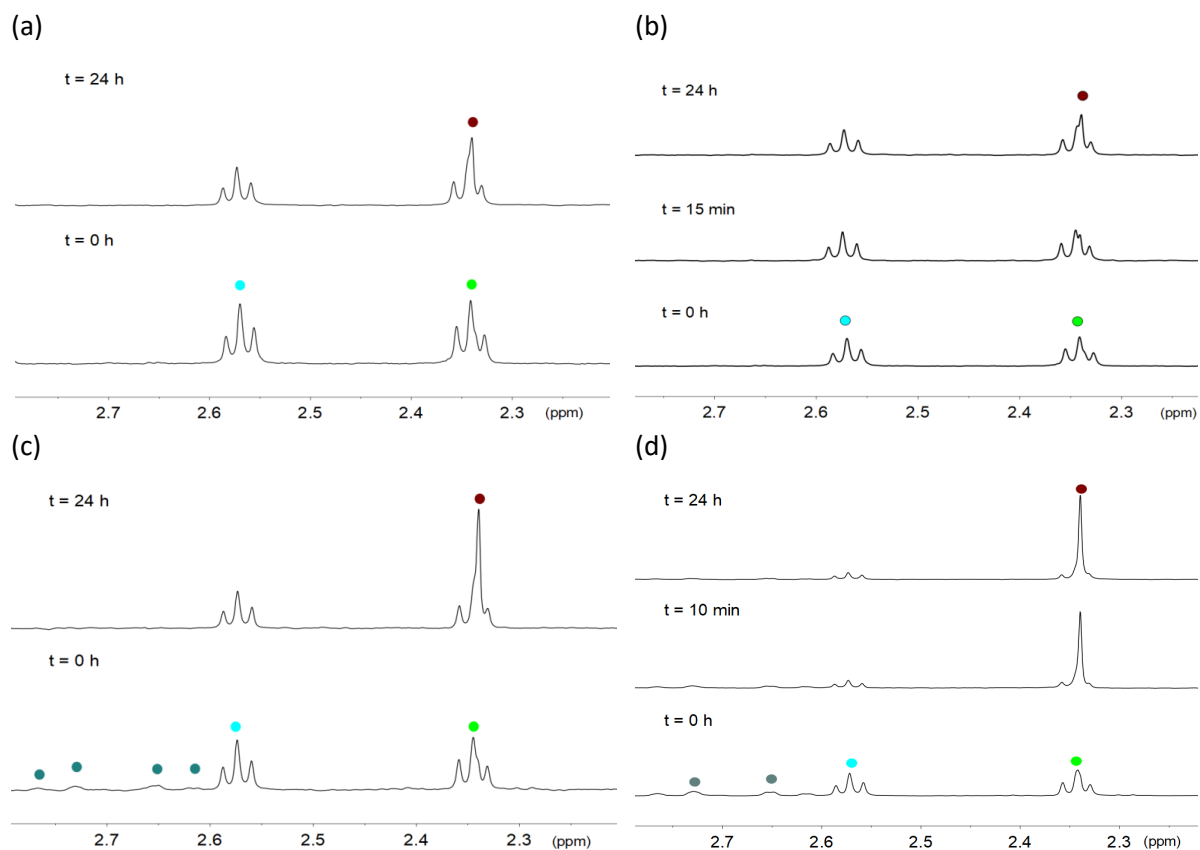 (a)
t = 24 h
t = 0 h
2.7 2.6 2.5 2.4 2.3 (ppm)
(b)
t = 24 h
t = 15 min
t = 0 h
2.7 2.6 2.5 2.4 2.3 (ppm)
(c)
t = 24 h
t = 0 h
2.7 2.6 2.5 2.4 2.3 (ppm)
(d)
t = 24 h
t = 10 min
t = 0 h
2.7 2.6 2.5 2.4 2.3 (ppm)